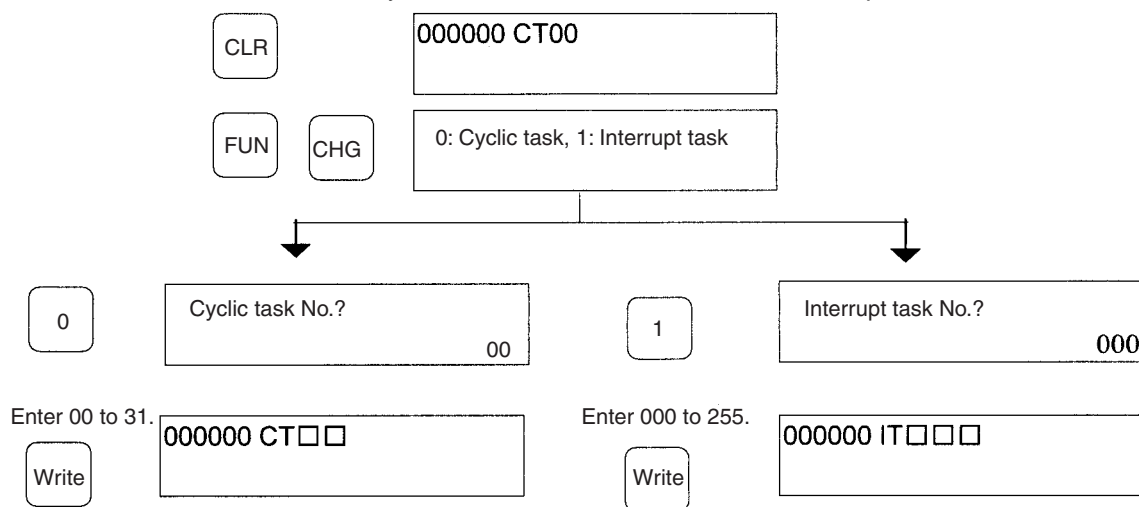 CLR
000000 CT00
FUN
CHG
0: Cyclic task, 1: Interrupt task
0
Cyclic task No.?
00
1
Interrupt task No.?
000
Enter 00 to 31.
Write
000000 CT□□
Enter 000 to 255.
Write
000000 IT□□□